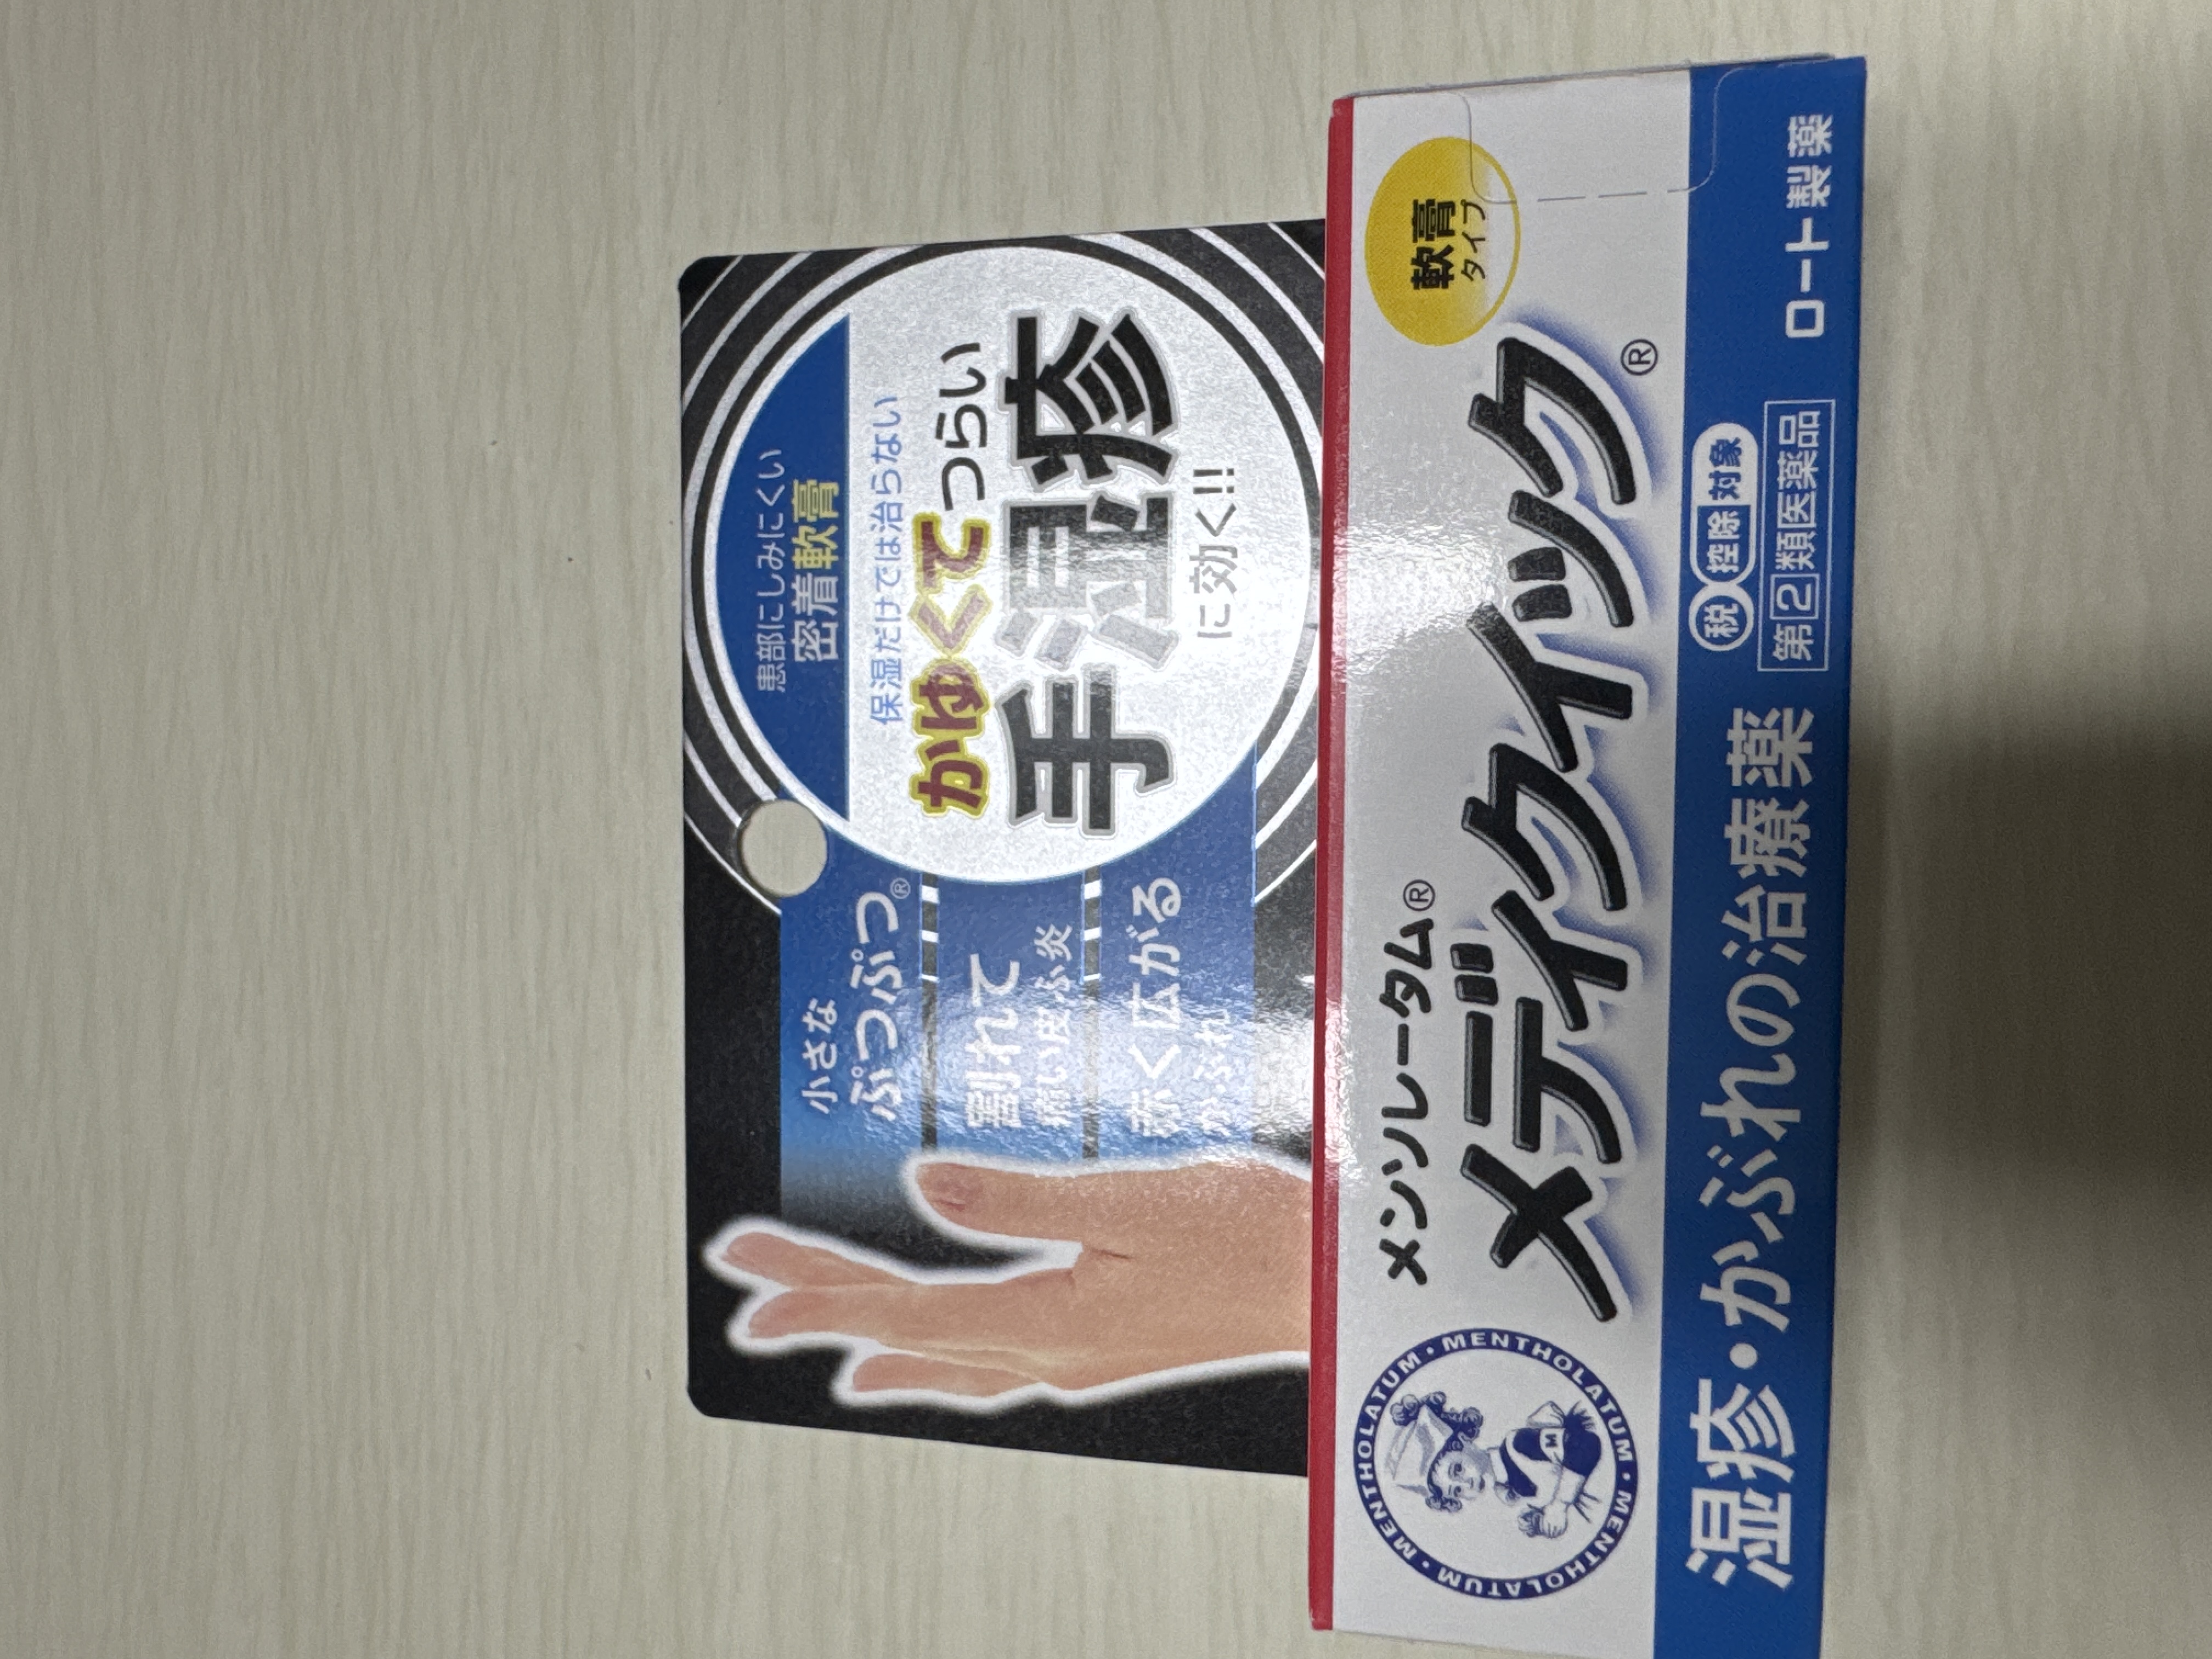 患部にしみにくい
密着軟膏
保湿だけでは治らない
かゆくてつらい
手湿疹
に効く!!
小さな
ぷつぷつ®
割れて
痛い皮ふ炎
赤く広がる
かぶれ
軟膏
タイプ
メンソレータム®
メディクイック®
MENTHOLATUM・MENTHOLATUM・MENTHOLATUM・MENTHOLATUM・
M
湿疹・かぶれの治療薬
税控除対象
第②類医薬品
ロート製薬